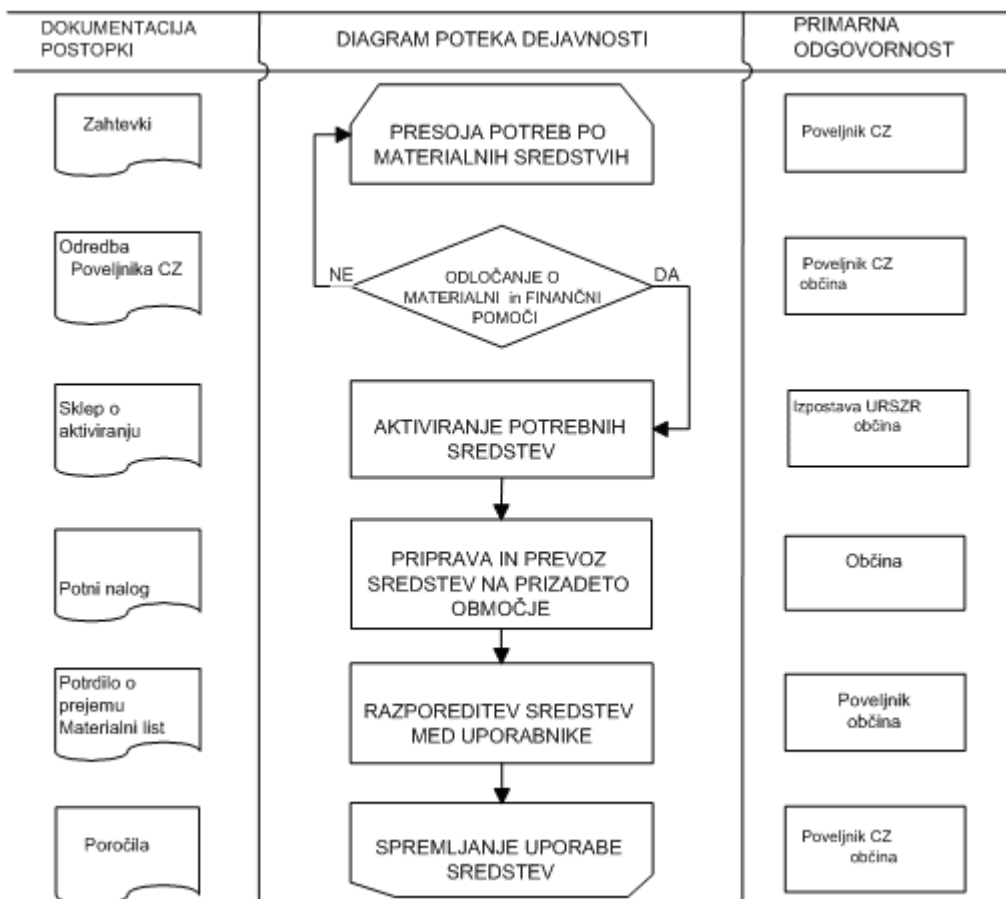 DOKUMENTACIJA
POSTOPKI
DIAGRAM POTEKA DEJAVNOSTI
PRIMARNA
ODGOVORNOST
Zahtevki
PRESOJA POTREB PO
MATERIALNIH SREDSTVIH
Poveljnik CZ
Odredba
Poveljnika CZ
NE
ODLOČANJE O
MATERIALNI in FINANČNI
POMOČI
DA
Poveljnik CZ
občina
Sklep o
aktiviranju
AKTIVIRANJE POTREBNIH
SREDSTEV
Izpostava URSZR
občina
Potni nalog
PRIPRAVA IN PREVOZ
SREDSTEV NA PRIZADETO
OBMOČJE
Občina
Potrdilo o
prejemu
Materialni list
RAZPOREDITEV SREDSTEV
MED UPORABNIKE
Poveljnik
občina
Poročila
SPREMLJANJE UPORABE
SREDSTEV
Poveljnik CZ
občina